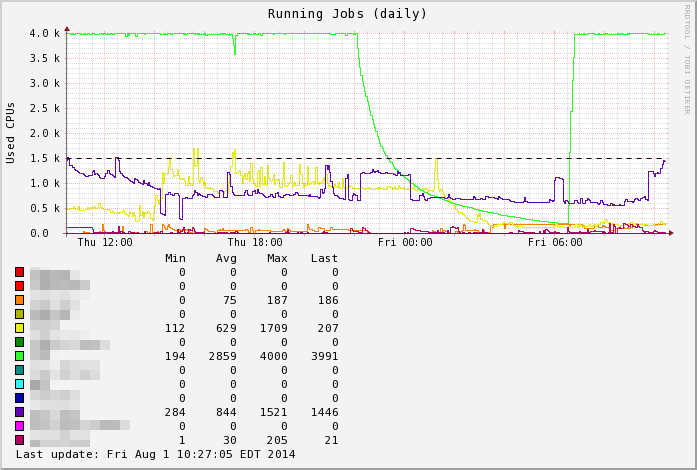 Running Jobs (daily)
RRDTOOL / TOBI OETIKER
Used CPUs
4.0 k
3.5 k
3.0 k
2.5 k
2.0 k
1.5 k
1.0 k
0.5 k
0.0
Thu 12:00 Thu 18:00 Fri 00:00 Fri 06:00
Min Avg Max Last
0 0 0 0
0 0 0 0
0 75 187 186
0 0 0 0
112 629 1709 207
0 0 0 0
194 2859 4000 3991
0 0 0 0
0 0 0 0
0 0 0 0
284 844 1521 1446
0 0 0 0
1 30 205 21
Last update: Fri Aug 1 10:27:05 EDT 2014